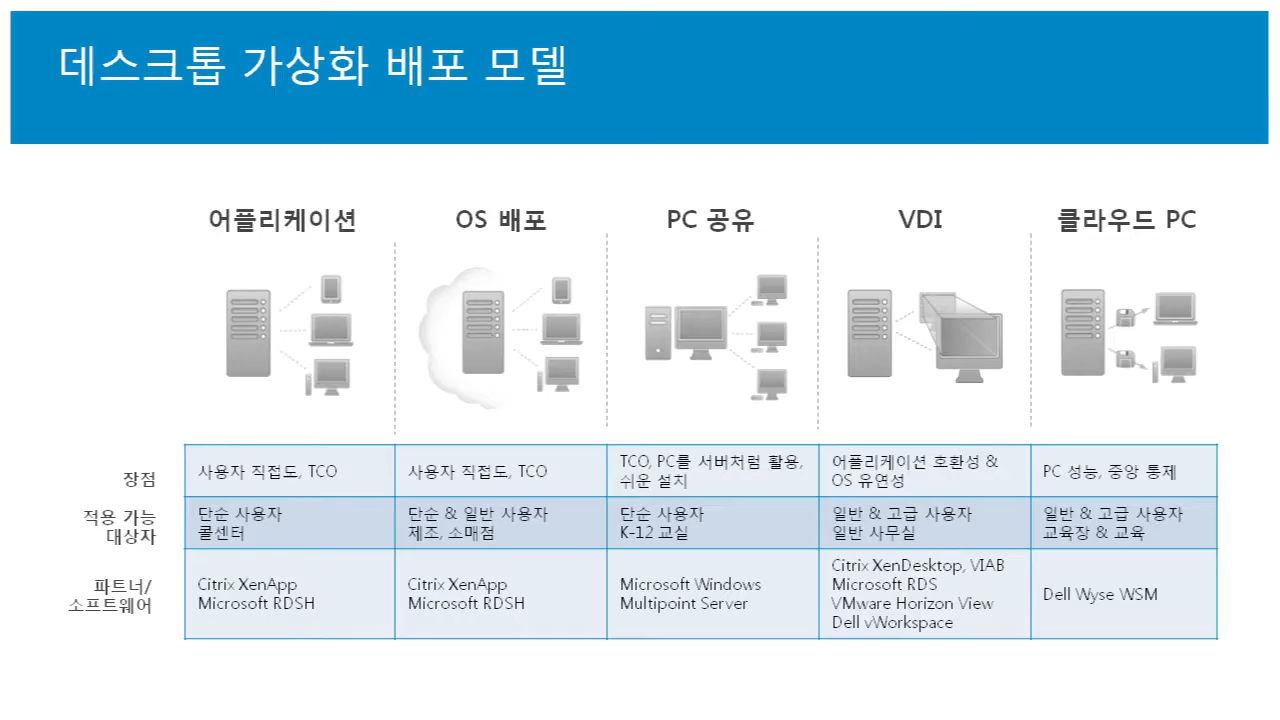 데스크톱 가상화 배포 모델
어플리케이션
OS 배포
PC 공유
VDI
클라우드 PC
장점
사용자 직접도, TCO
사용자 직접도, TCO
TCO, PC를 서버처럼 활용,
쉬운 설치
어플리케이션 호환성 &
OS 유연성
PC 성능, 중앙 통제
적용 가능
대상자
단순 사용자
콜센터
단순 & 일반 사용자
제조, 소매점
단순 사용자
K-12 교실
일반 & 고급 사용자
일반 사무실
일반 & 고급 사용자
교육장 & 교육
파트너/
소프트웨어
Citrix XenApp
Microsoft RDSH
Citrix XenApp
Microsoft RDSH
Microsoft Windows
Multipoint Server
Citrix XenDesktop, VIAB
Microsoft RDS
VMware Horizon View
Dell vWorkspace
Dell Wyse WSM